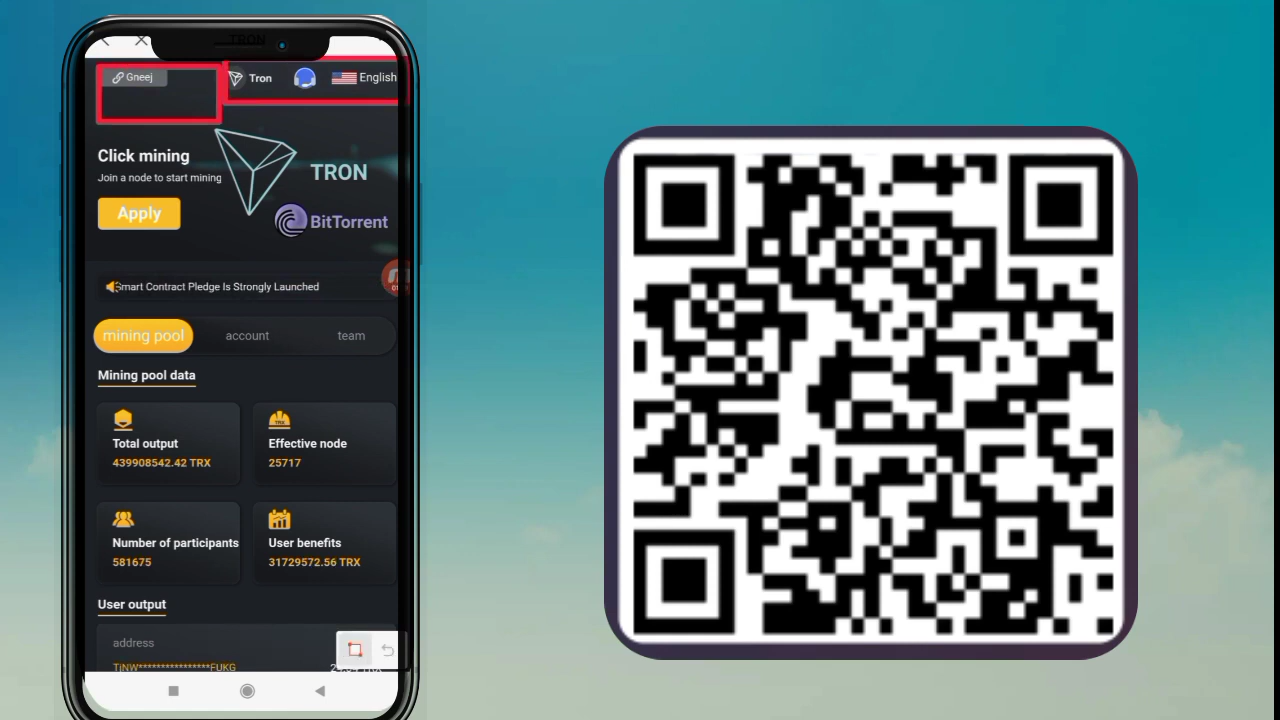 TRON
Gneej
Tron
English
Click mining
Join a node to start mining
TRON
Apply
BitTorrent
Smart Contract Pledge Is Strongly Launched
mining pool
account
team
Mining pool data
Total output
439908542.42 TRX
Effective node
25717
Number of participants
581675
User benefits
31729572.56 TRX
User output
address
TiNW****************FUKG